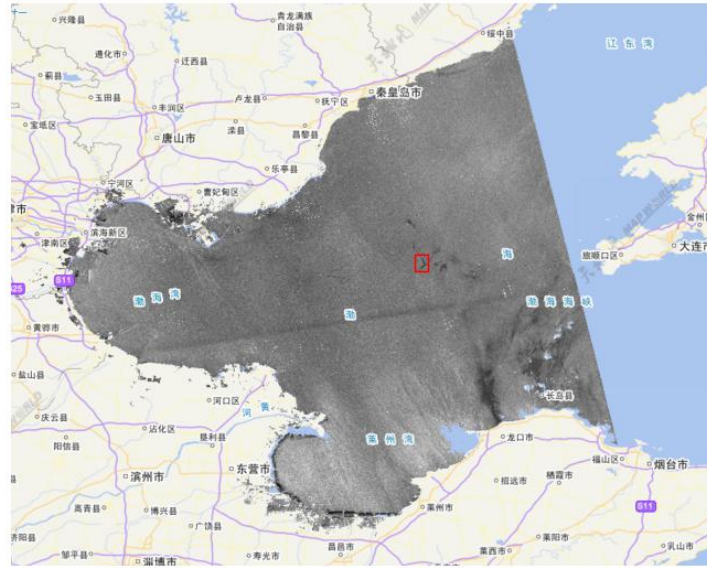 兴隆县
青龙满族
自治县
绥中县
辽东湾
遵化市
迁西县
蓟县
秦皇岛市
玉田县
卢龙县
抚宁区
丰润区
宝坻区
滦县
昌黎县
唐山市
乐亭县
宁河区
曹妃甸区
津市
金州
滨海新区
津南区
大连市
旅顺口区
海
S11
25
渤海湾
渤海海峡
渤
黄骅市
盐山县
长岛县
河口区
黄河
庆云县
沾化区
莱州湾
阳信县
垦利县
龙口市
福山区
烟台市
东营市
滨州市
招远市
栖霞市
高青县
博兴县
莱州市
S11
广饶县
济阳县
昌邑市
莱阳市
邹平县
寿光市
莱西市
乳山市
淄博市